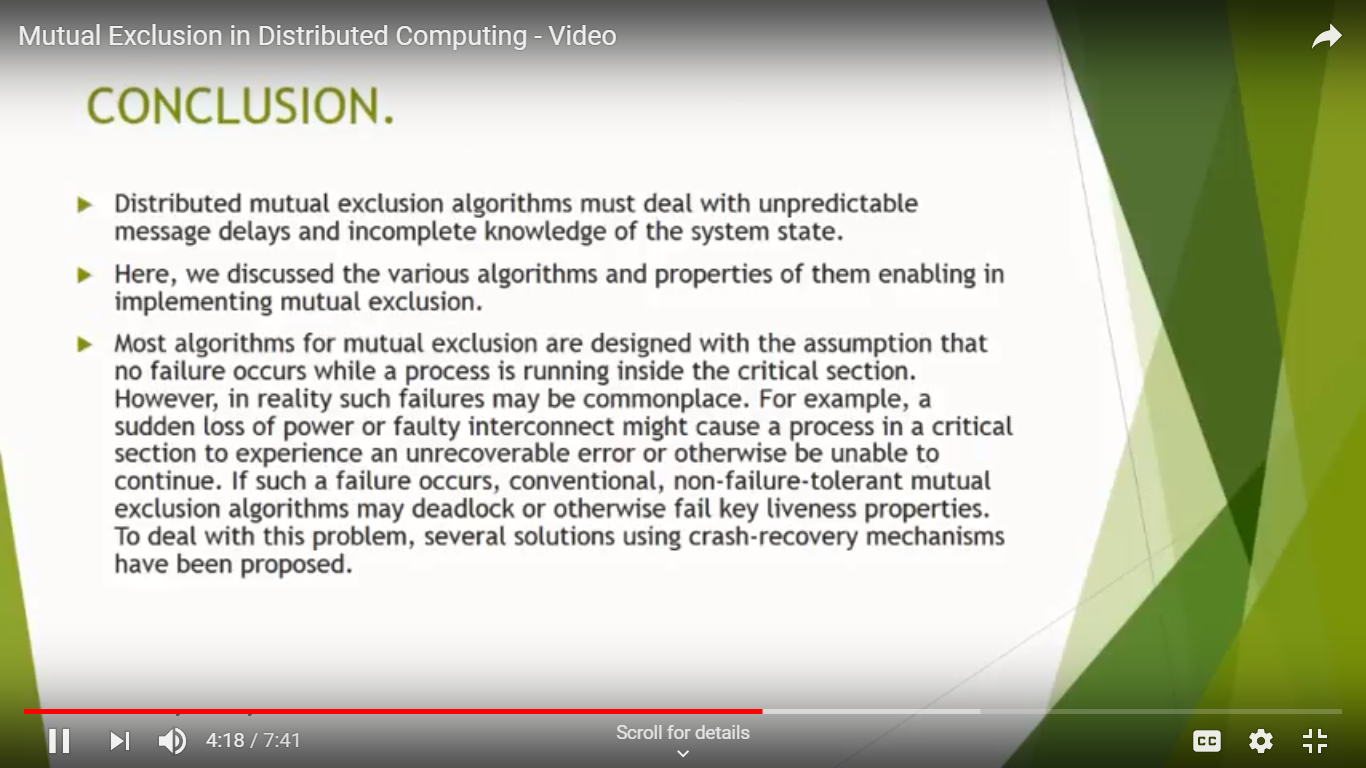 Mutual Exclusion in Distributed Computing - Video
CONCLUSION.
Distributed mutual exclusion algorithms must deal with unpredictable
message delays and incomplete knowledge of the system state.
Here, we discussed the various algorithms and properties of them enabling in
implementing mutual exclusion.
Most algorithms for mutual exclusion are designed with the assumption that
no failure occurs while a process is running inside the critical section.
However, in reality such failures may be commonplace. For example, a
sudden loss of power or faulty interconnect might cause a process in a critical
section to experience an unrecoverable error or otherwise be unable to
continue. If such a failure occurs, conventional, non-failure-tolerant mutual
exclusion algorithms may deadlock or otherwise fail key liveness properties.
To deal with this problem, several solutions using crash-recovery mechanisms
have been proposed.
4:18 / 7:41
Scroll for details
CC